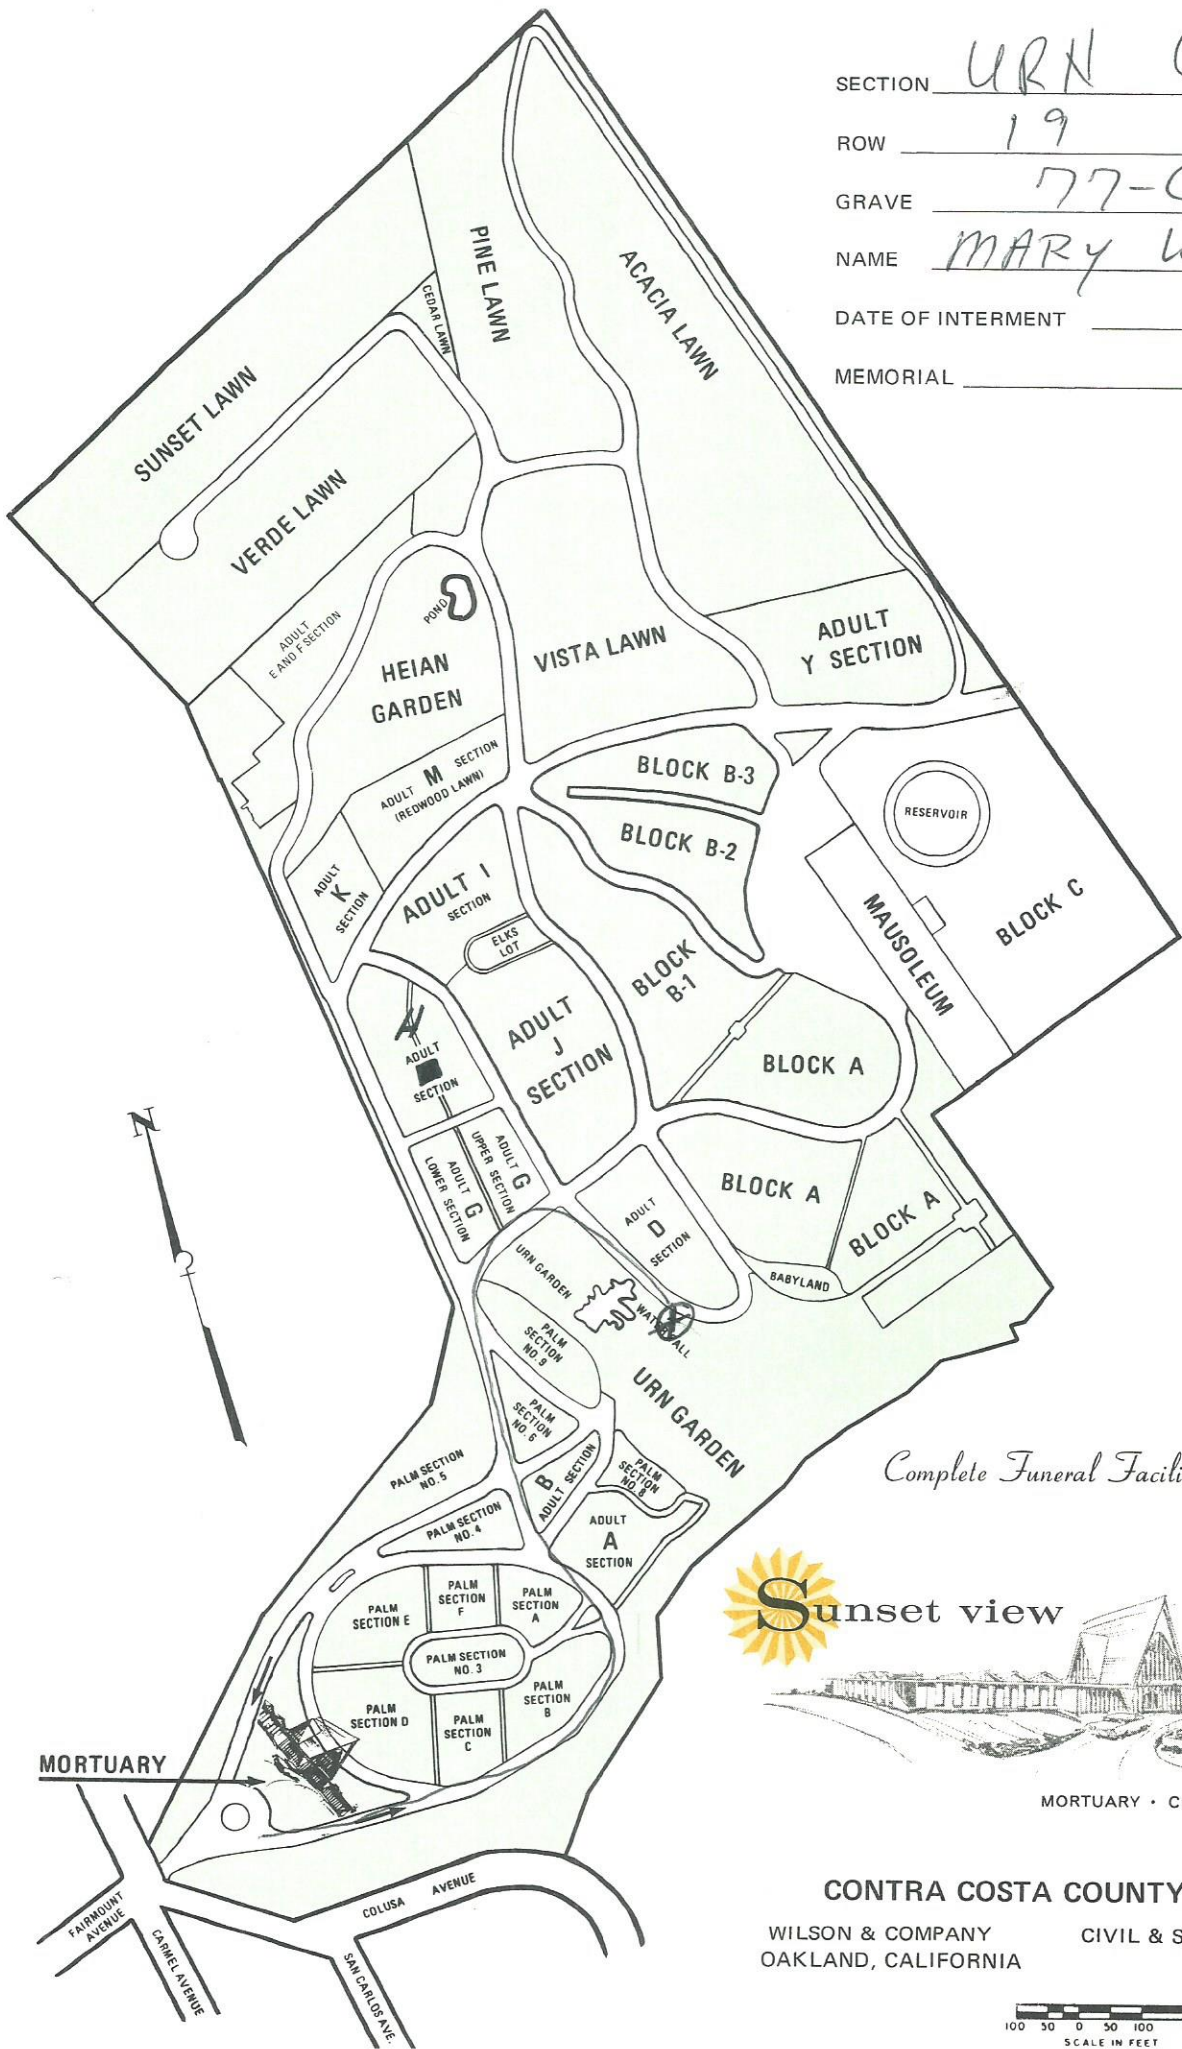 SECTION URN
ROW 19
GRAVE 77-C
NAME MARY
DATE OF INTERMENT
MEMORIAL
PINE LAWN
ACACIA LAWN
CEDAR LAWN
SUNSET LAWN
VERDE LAWN
POND
ADULT
E AND F SECTION
HEIAN
GARDEN
VISTA LAWN
ADULT
Y SECTION
ADULT M SECTION
(REDWOOD LAWN)
BLOCK B-3
BLOCK B-2
RESERVOIR
ADULT
K
SECTION
ADULT I
SECTION
ELKS
LOT
MAUSOLEUM
BLOCK C
BLOCK
B-1
ADULT
J
SECTION
ADULT
SECTION
BLOCK A
N
ADULT G
UPPER SECTION
ADULT G
LOWER SECTION
ADULT
D
SECTION
BLOCK A
BLOCK A
BABYLAND
URN GARDEN
WATERFALL
X
PALM
SECTION
NO. 9
URN GARDEN
PALM
SECTION
NO. 6
PALM SECTION
NO. 5
B
ADULT SECTION
PALM
SECTION
NO. 8
PALM SECTION
NO. 4
ADULT
A
SECTION
Complete Funeral Facili
PALM
SECTION E
PALM
SECTION
F
PALM
SECTION
A
PALM SECTION
NO. 3
PALM
SECTION D
PALM
SECTION
C
PALM
SECTION
B
Sunset view
MORTUARY
MORTUARY · C
FAIRMOUNT
AVENUE
CARMEL AVENUE
COLUSA AVENUE
SAN CARLOS AVE.
CONTRA COSTA COUNTY
WILSON & COMPANY CIVIL & S
OAKLAND, CALIFORNIA
100 50 0 50 100
SCALE IN FEET